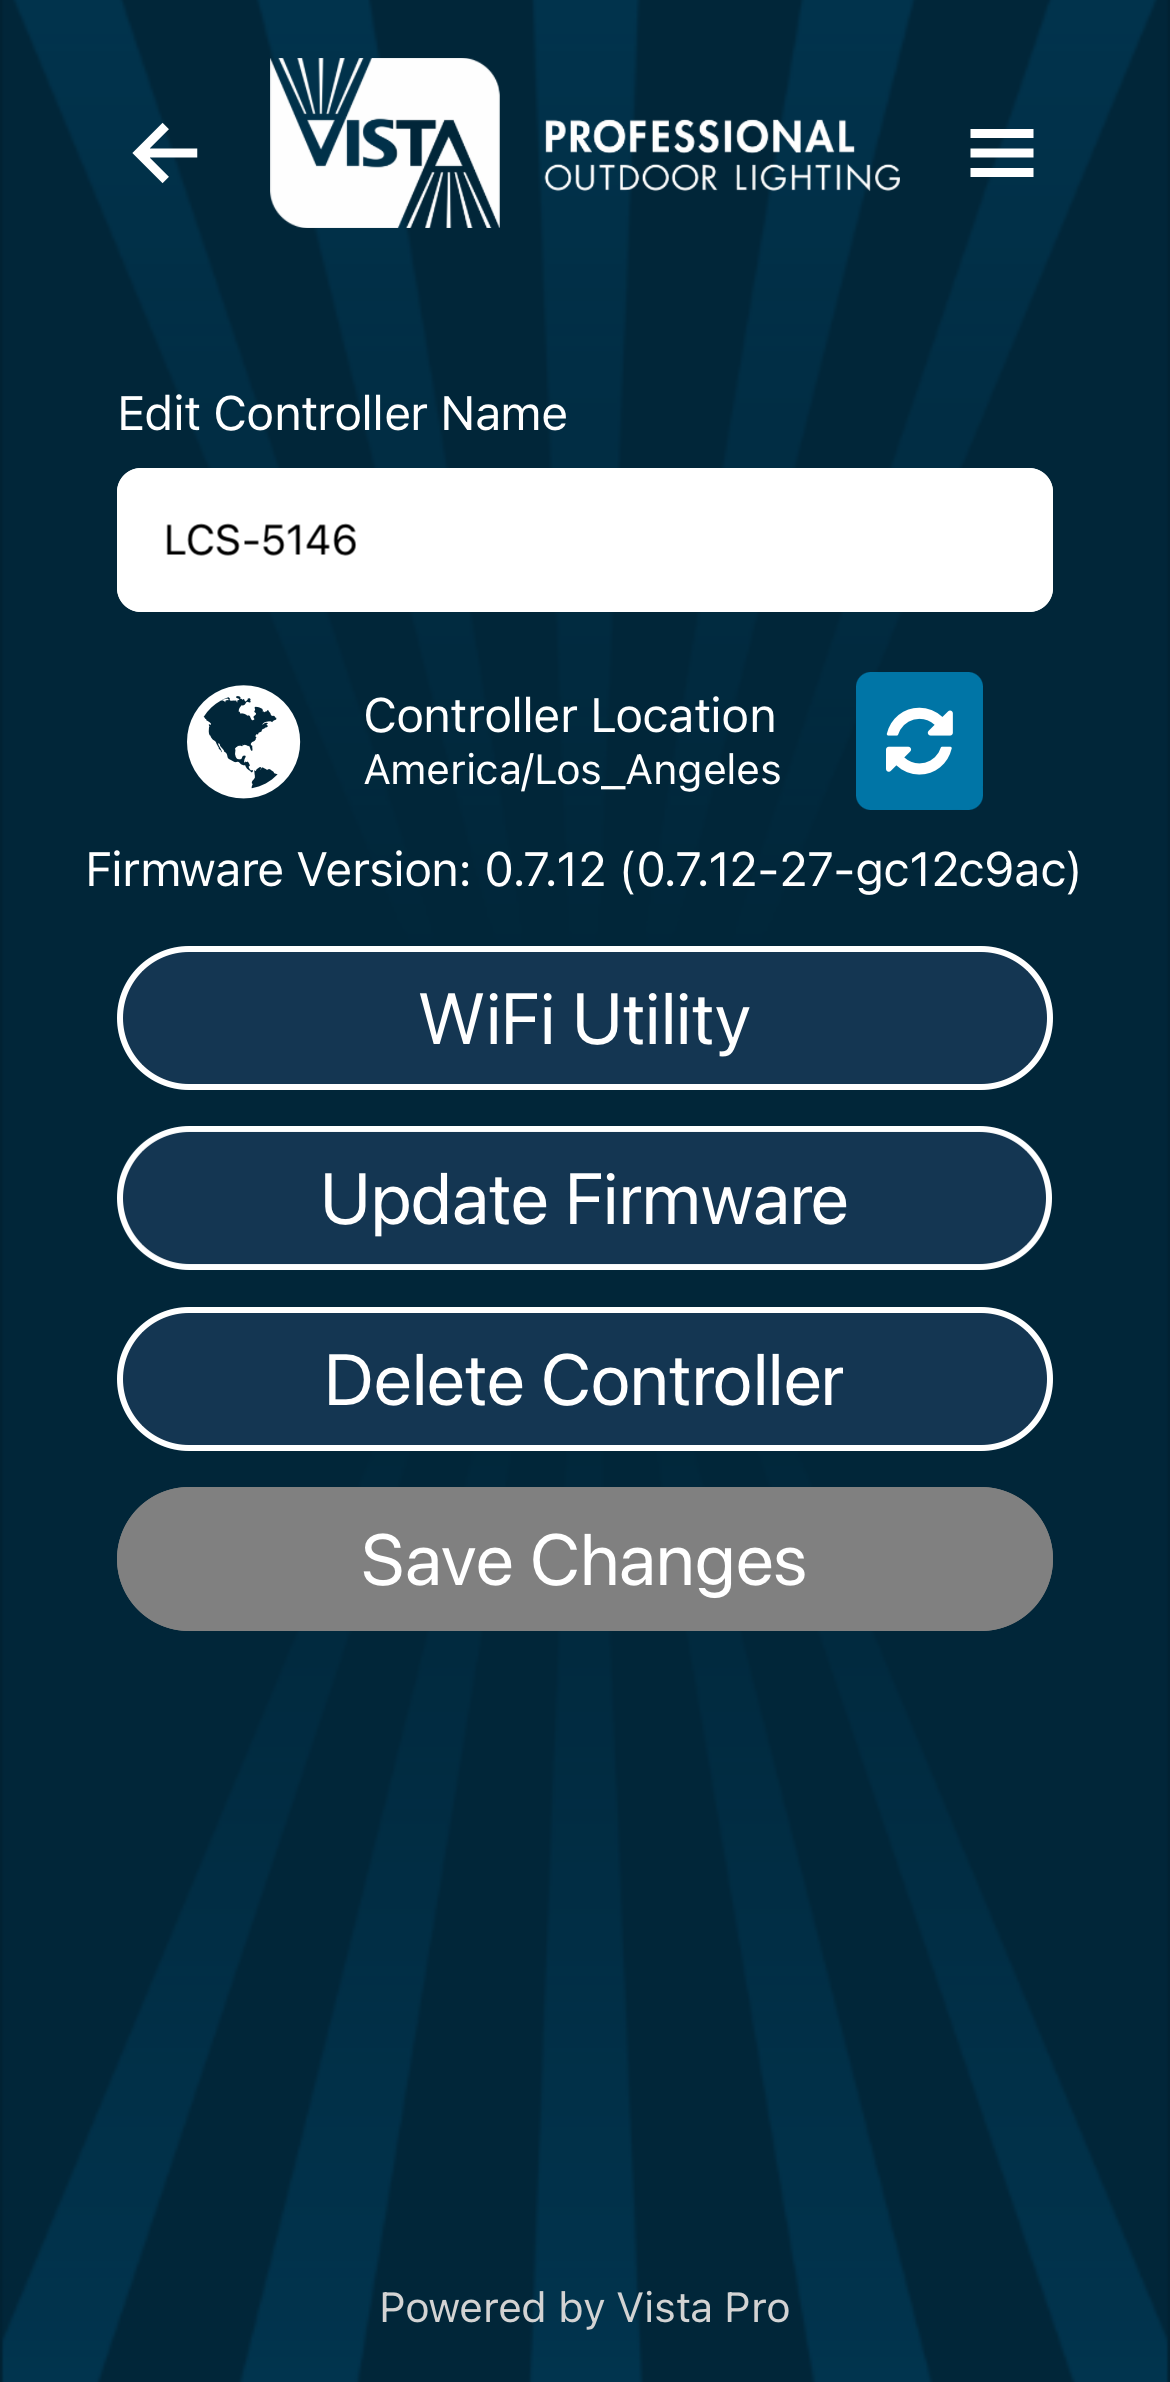 VISTA
PROFESSIONAL
OUTDOOR LIGHTING
Edit Controller Name
LCS-5146
Controller Location
America/Los_Angeles
Firmware Version: 0.7.12 (0.7.12-27-gc12c9ac)
WiFi Utility
Update Firmware
Delete Controller
Save Changes
Powered by Vista Pro